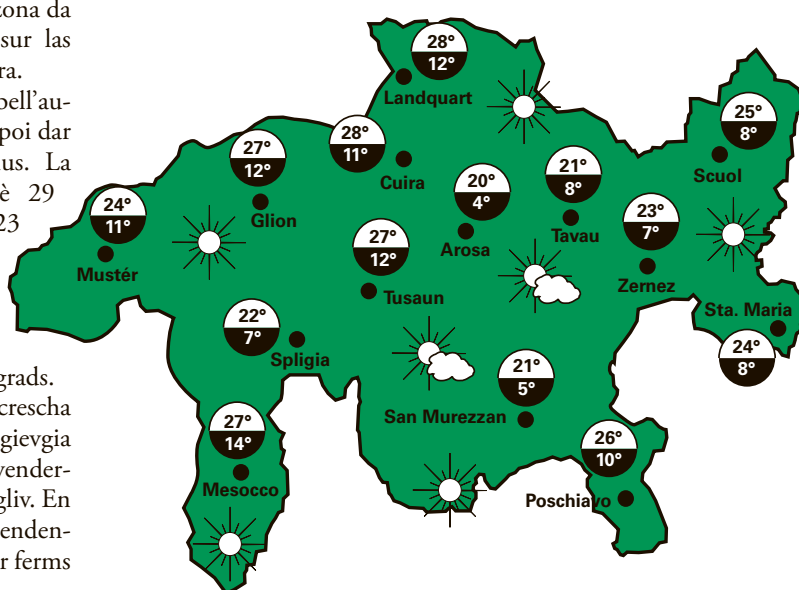 zona da
sur las
ra.
bell'au-
poi dar
us. La
è 29
23
grads.
crescha
gievgia
vender-
gliv. En
enden-
r ferms
28°
12°
Landquart
28°
11°
Cuira
27°
12°
Glion
24°
11°
Mustér
20°
4°
Arosa
21°
8°
Tavau
25°
8°
Scuol
23°
7°
Zernez
27°
12°
Tusaun
22°
7°
Spligia
Sta. Maria
24°
8°
21°
5°
San Murezzan
27°
14°
Mesocco
26°
10°
Poschiavo